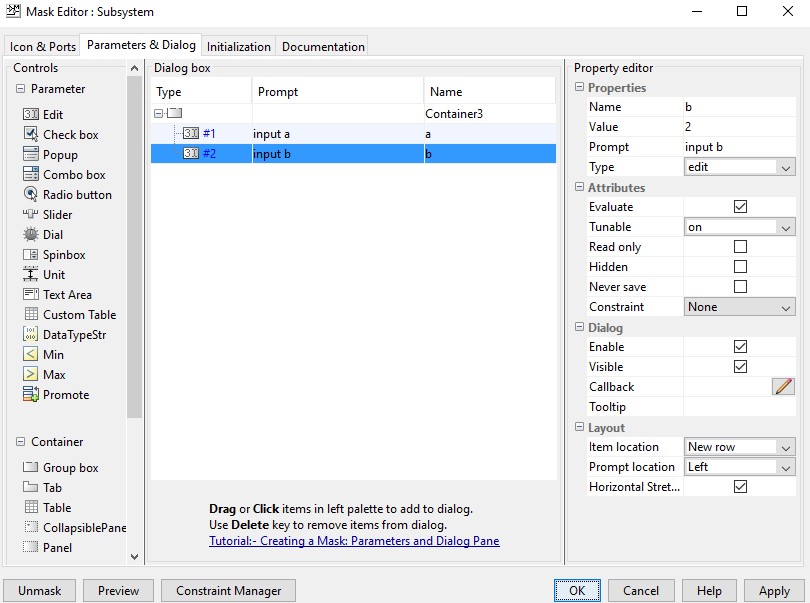 Mask Editor : Subsystem
Icon & Ports Parameters & Dialog Initialization Documentation
Controls
Parameter
Edit
Check box
Popup
Combo box
Radio button
Slider
Dial
Spinbox
Unit
Text Area
Custom Table
DataTypeStr
Min
Max
Promote
Container
Group box
Tab
Table
CollapsiblePane
Panel
Dialog box
Type Prompt Name
Container3
#1 input a a
#2 input b b
Drag or Click items in left palette to add to dialog.
Use Delete key to remove items from dialog.
Tutorial:- Creating a Mask: Parameters and Dialog Pane
Property editor
Properties
Name b
Value 2
Prompt input b
Type edit
Attributes
Evaluate
Tunable on
Read only
Hidden
Never save
Constraint None
Dialog
Enable
Visible
Callback
Tooltip
Layout
Item location New row
Prompt location Left
Horizontal Stret...
Unmask Preview Constraint Manager OK Cancel Help Apply